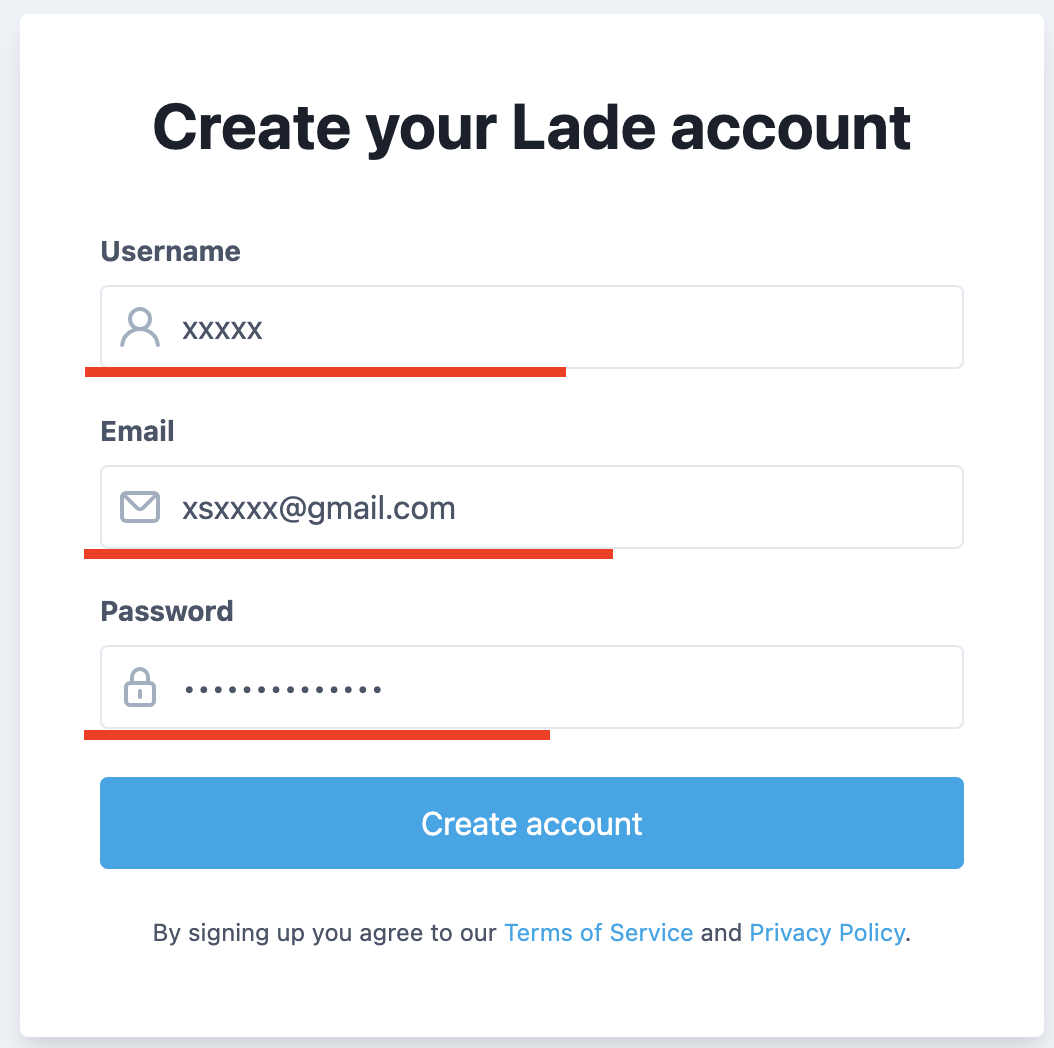 Create your Lade account
Username
xxxxx
Email
xsxxxx@gmail.com
Password
••••••••••••••
Create account
By signing up you agree to our Terms of Service and Privacy Policy.